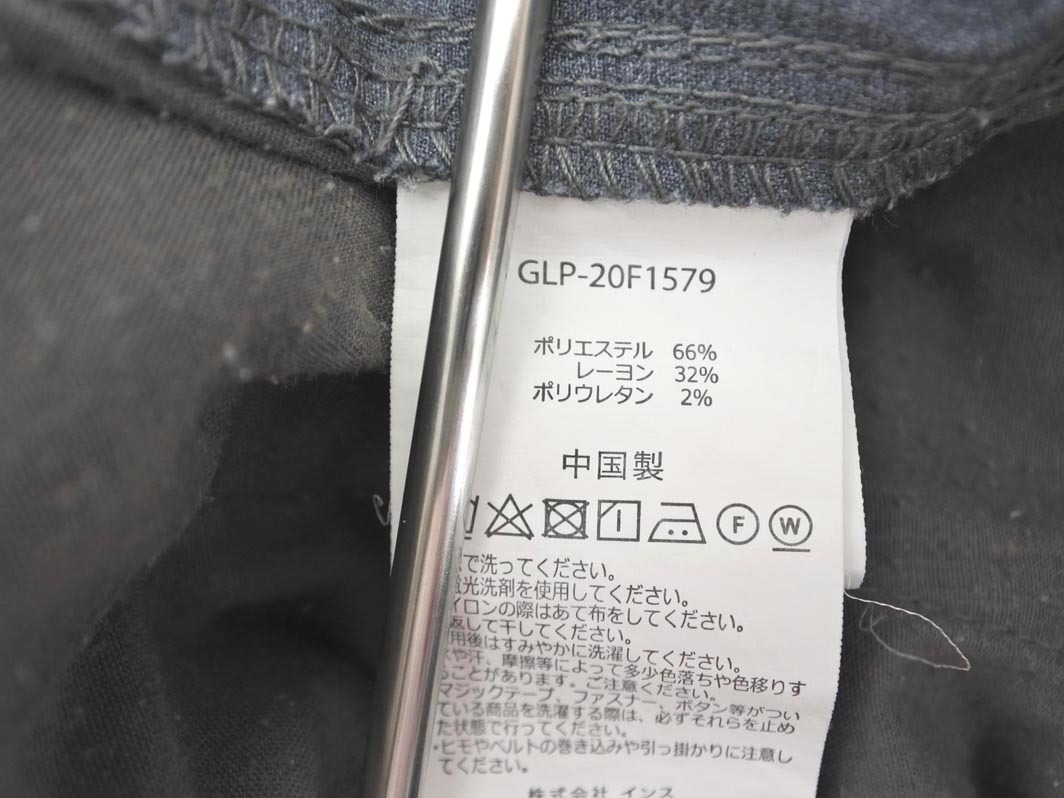 GLP-20F1579
ポリエステル 66%
レーヨン 32%
ポリウレタン 2%
中国製
F W
で洗ってください。
光洗剤を使用してください。
イロンの際はあて布をしてください。
返して干してください。
用後はすみやかに洗濯してください。
や汗、摩擦等によって多少色落ちや色移りす
ことがあります。ご注意ください。
マジックテープ、ファスナー、ボタン等がつい
ている商品を洗濯する際は、必ずそれらを止め
た状態で行ってください。
・ヒモやベルトの巻き込みや引っ掛かりに注意し
てください。
株式会社 インス